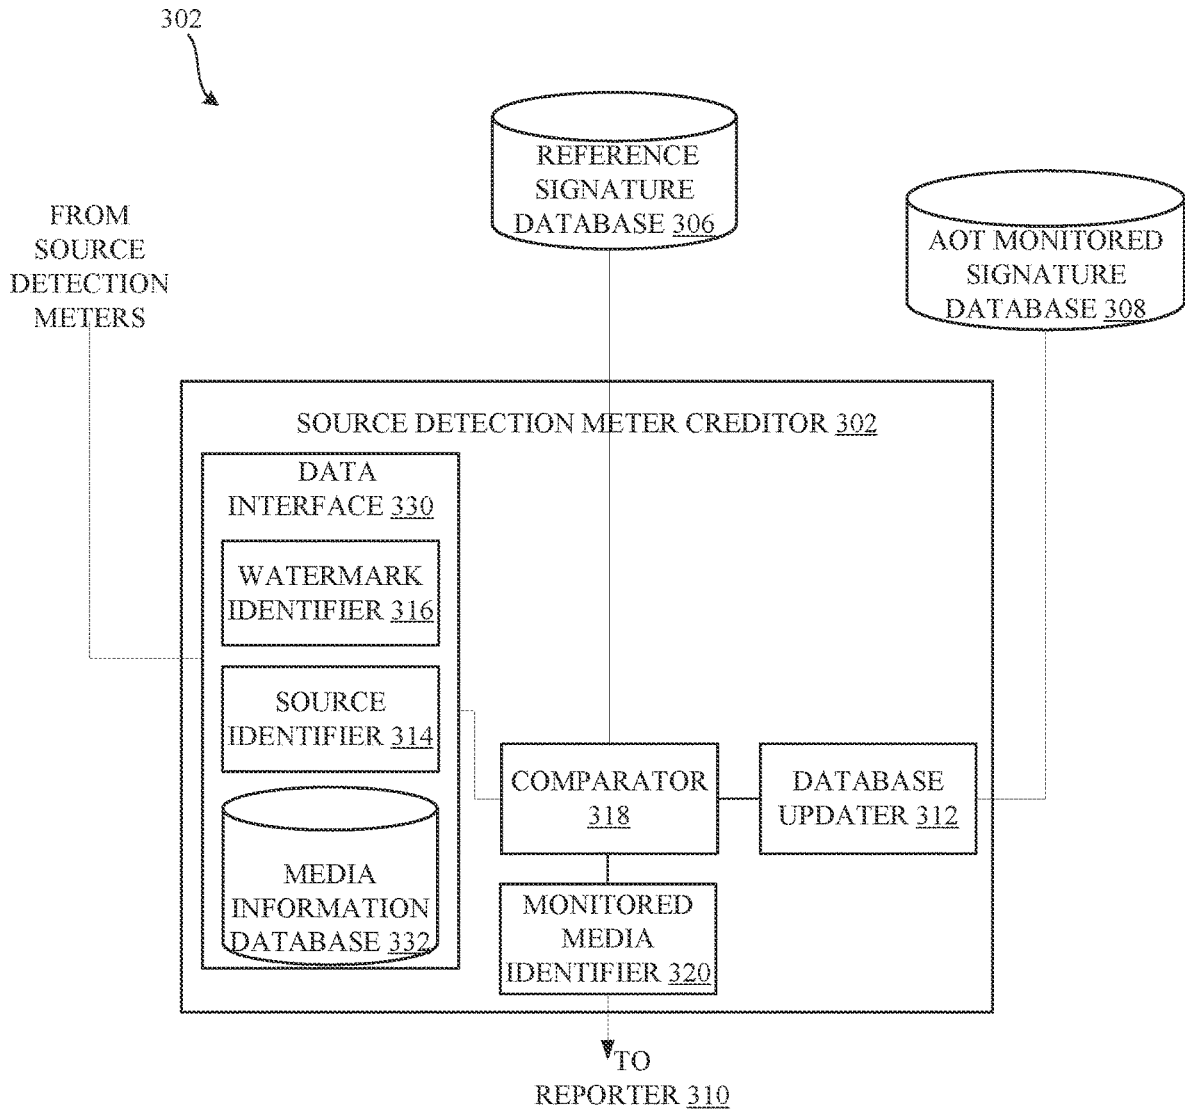 302
REFERENCE
SIGNATURE
DATABASE 306
AOT MONITORED
SIGNATURE
DATABASE 308
FROM
SOURCE
DETECTION
METERS
SOURCE DETECTION METER CREDITOR 302
DATA
INTERFACE 330
WATERMARK
IDENTIFIER 316
SOURCE
IDENTIFIER 314
MEDIA
INFORMATION
DATABASE 332
COMPARATOR
318
DATABASE
UPDATER 312
MONITORED
MEDIA
IDENTIFIER 320
TO
REPORTER 310